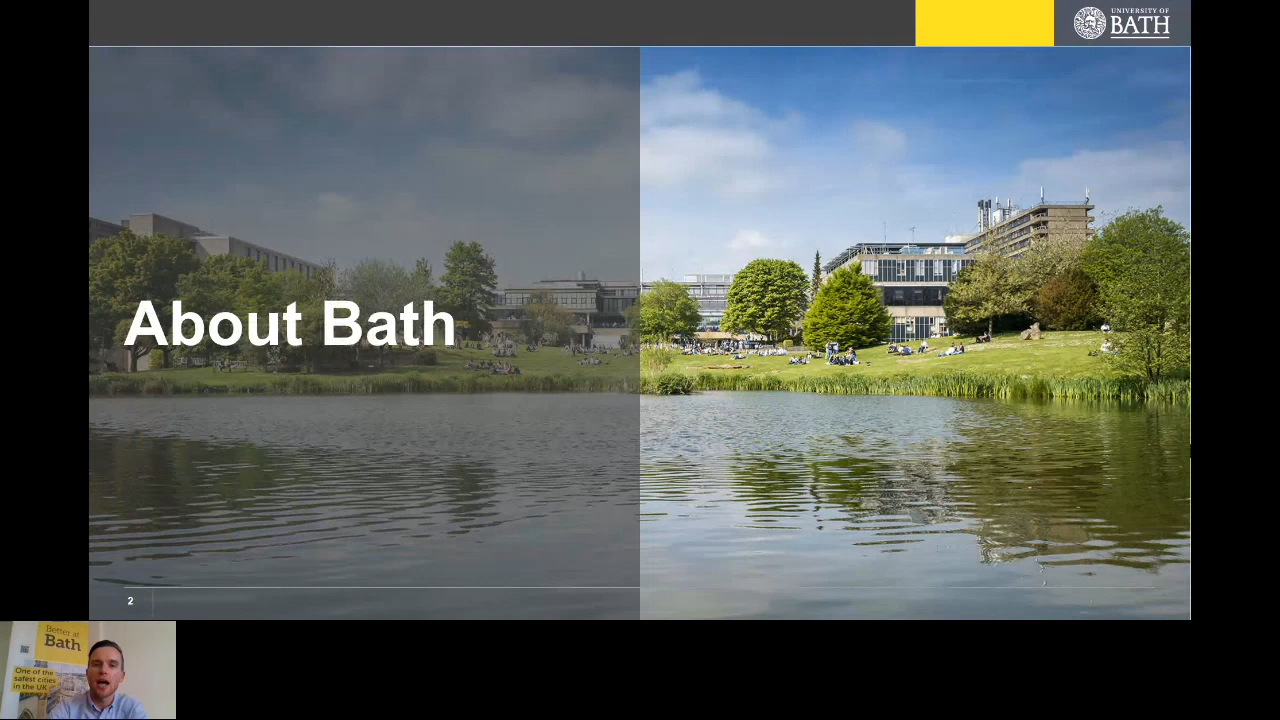 UNIVERSITY OF
BATH
About Bath
2
Better at
Bath
One of the
safest cities
in the UK